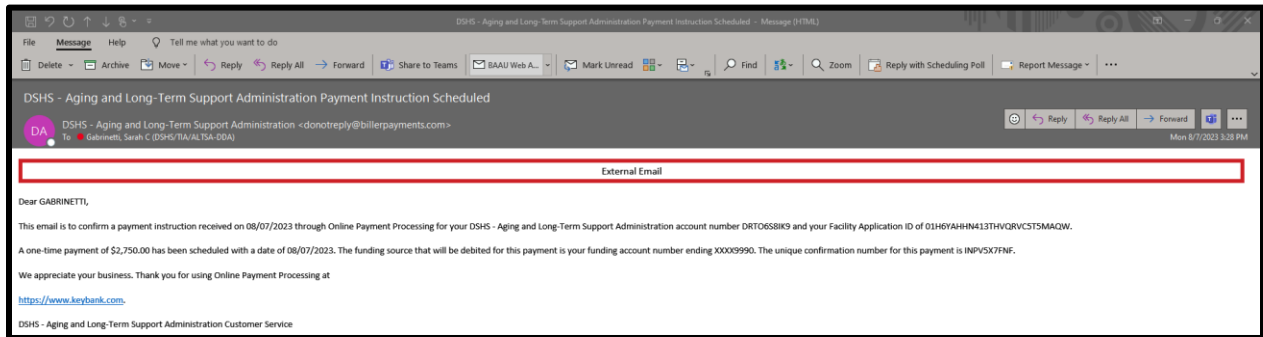 DSHS - Aging and Long-Term Support Administration Payment Instruction Scheduled - Message (HTML)
File Message Help Tell me what you want to do
Delete Archive Move Reply Reply All Forward Share to Teams BAAU Web A... Mark Unread Find Zoom Reply with Scheduling Poll Report Message
DSHS - Aging and Long-Term Support Administration Payment Instruction Scheduled
DA
DSHS - Aging and Long-Term Support Administration <donotreply@billerpayments.com>
To Gabrinetti, Sarah C (DSHS/TIA/ALTSA-DDA)
Reply Reply All Forward
Mon 8/7/2023 3:28 PM
External Email
Dear GABRINETTI,
This email is to confirm a payment instruction received on 08/07/2023 through Online Payment Processing for your DSHS - Aging and Long-Term Support Administration account number DRTO6S8IK9 and your Facility Application ID of 01H6YAHHN413THVQRVC5T5MAQW.
A one-time payment of $2,750.00 has been scheduled with a date of 08/07/2023. The funding source that will be debited for this payment is your funding account number ending XXXX9990. The unique confirmation number for this payment is INPV5X7FNF.
We appreciate your business. Thank you for using Online Payment Processing at
https://www.keybank.com.
DSHS - Aging and Long-Term Support Administration Customer Service